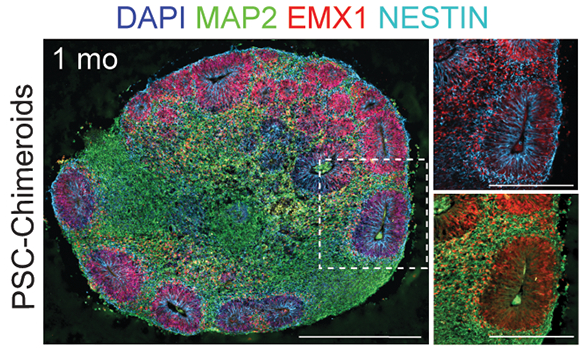 DAPI MAP2 EMX1 NESTIN
1 mo
PSC-Chimeroids